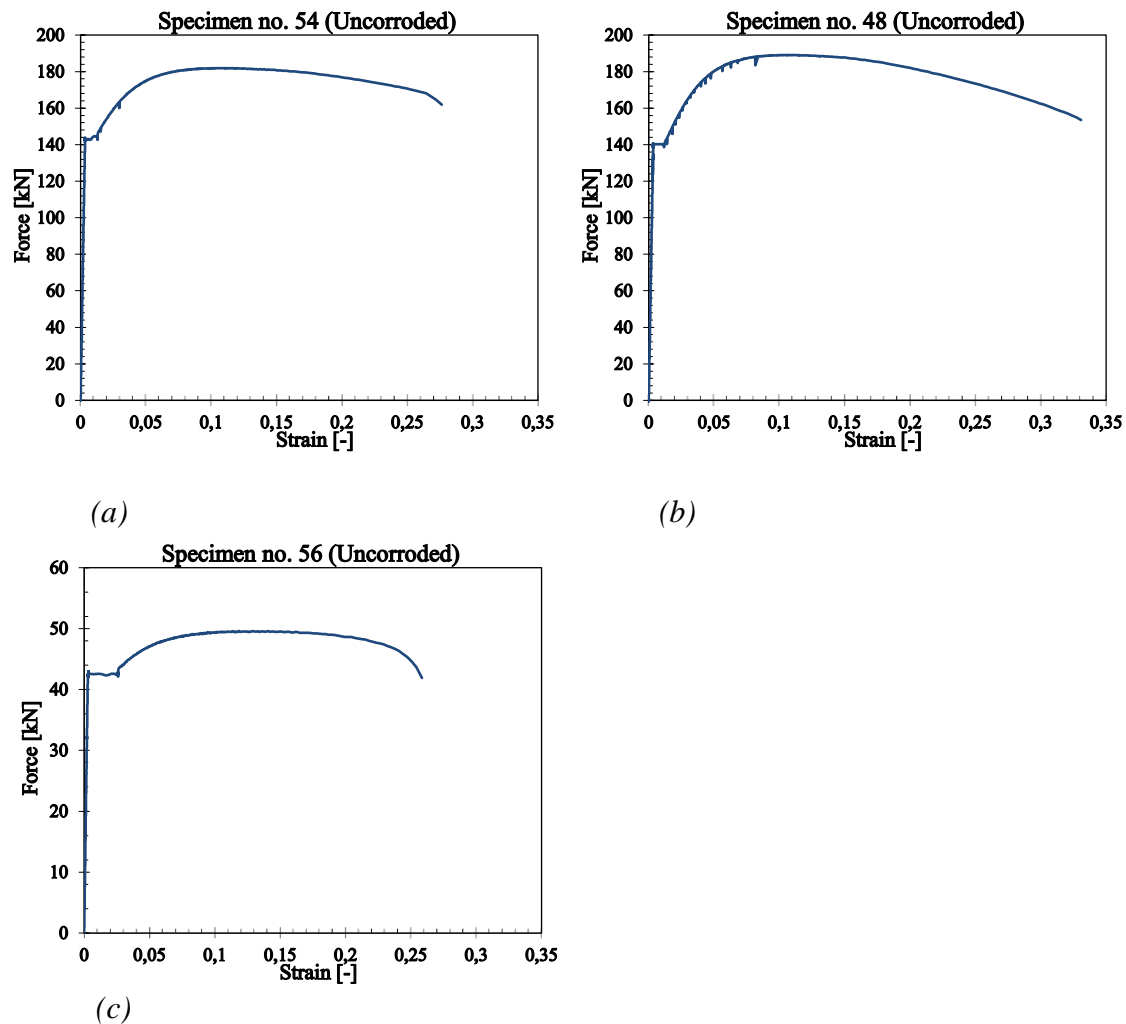 Specimen no. 54 (Uncorroded)
200
180
160
140
120
100
80
60
40
20
0
Force [kN]
0 0,05 0,1 0,15 0,2 0,25 0,3 0,35
Strain [-]
(a)
Specimen no. 48 (Uncorroded)
200
180
160
140
120
100
80
60
40
20
0
Force [kN]
0 0,05 0,1 0,15 0,2 0,25 0,3 0,35
Strain [-]
(b)
Specimen no. 56 (Uncorroded)
60
50
40
30
20
10
0
Force [kN]
0 0,05 0,1 0,15 0,2 0,25 0,3 0,35
Strain [-]
(c)